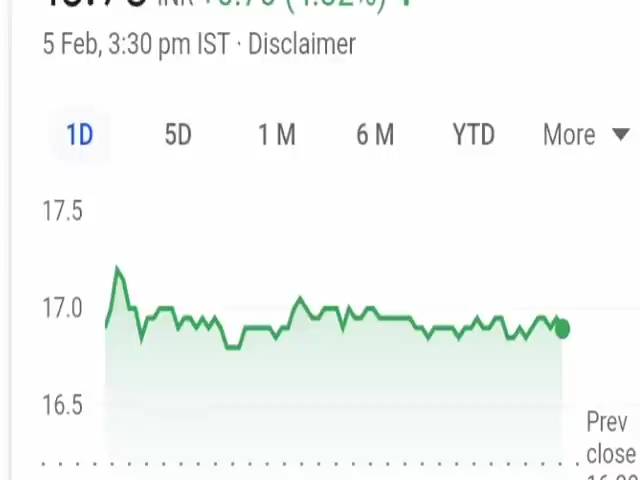 INR
5 Feb, 3:30 pm IST · Disclaimer
1D 5D 1 M 6 M YTD More
17.5
17.0
16.5
Prev
close